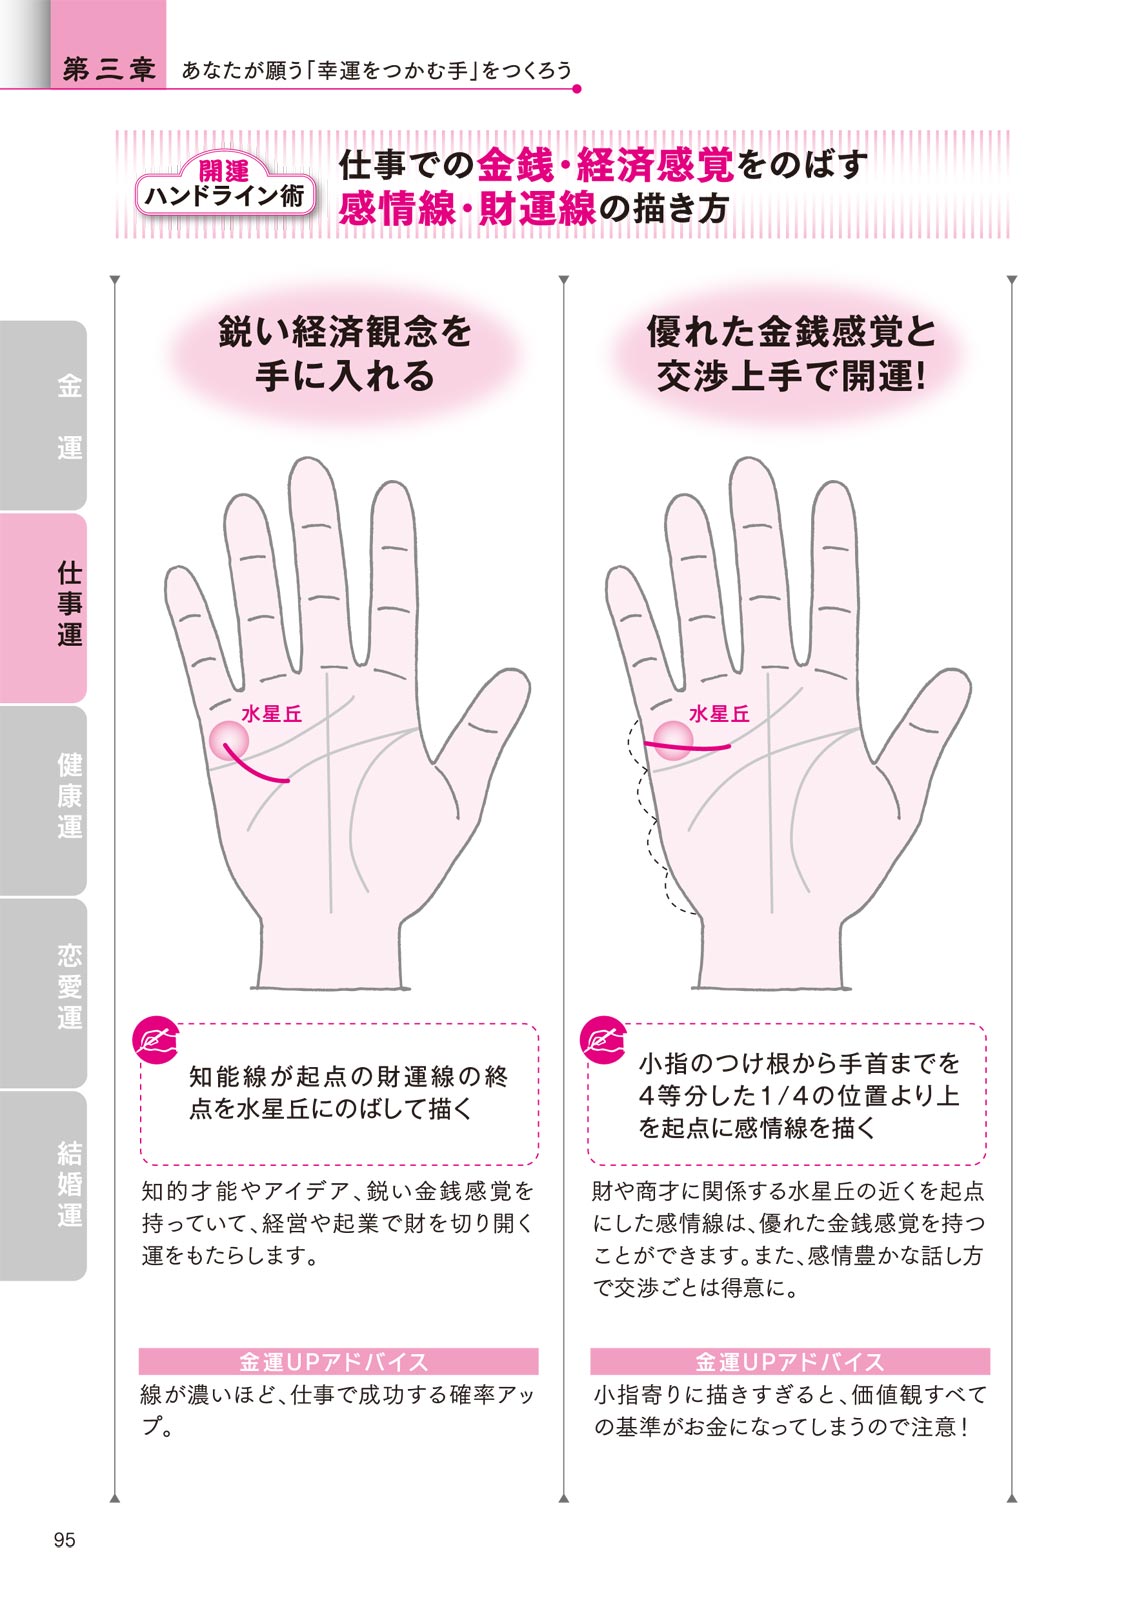 第三章 あなたが願う「幸運をつかむ手」をつくろう
開運
ハンドライン術
仕事での金銭・経済感覚をのばす
感情線・財運線の描き方
金運
仕事運
健康運
恋愛運
結婚運
鋭い経済観念を
手に入れる
水星丘
知能線が起点の財運線の終
点を水星丘にのばして描く
知的才能やアイデア、鋭い金銭感覚を
持っていて、経営や起業で財を切り開く
運をもたらします。
金運UPアドバイス
線が濃いほど、仕事で成功する確率アッ
プ。
優れた金銭感覚と
交渉上手で開運!
水星丘
小指のつけ根から手首までを
4等分した1/4の位置より上
を起点に感情線を描く
財や商才に関係する水星丘の近くを起点
にした感情線は、優れた金銭感覚を持つ
ことができます。また、感情豊かな話し方
で交渉ごとは得意に。
金運UPアドバイス
小指寄りに描きすぎると、価値観すべて
の基準がお金になってしまうので注意!
95